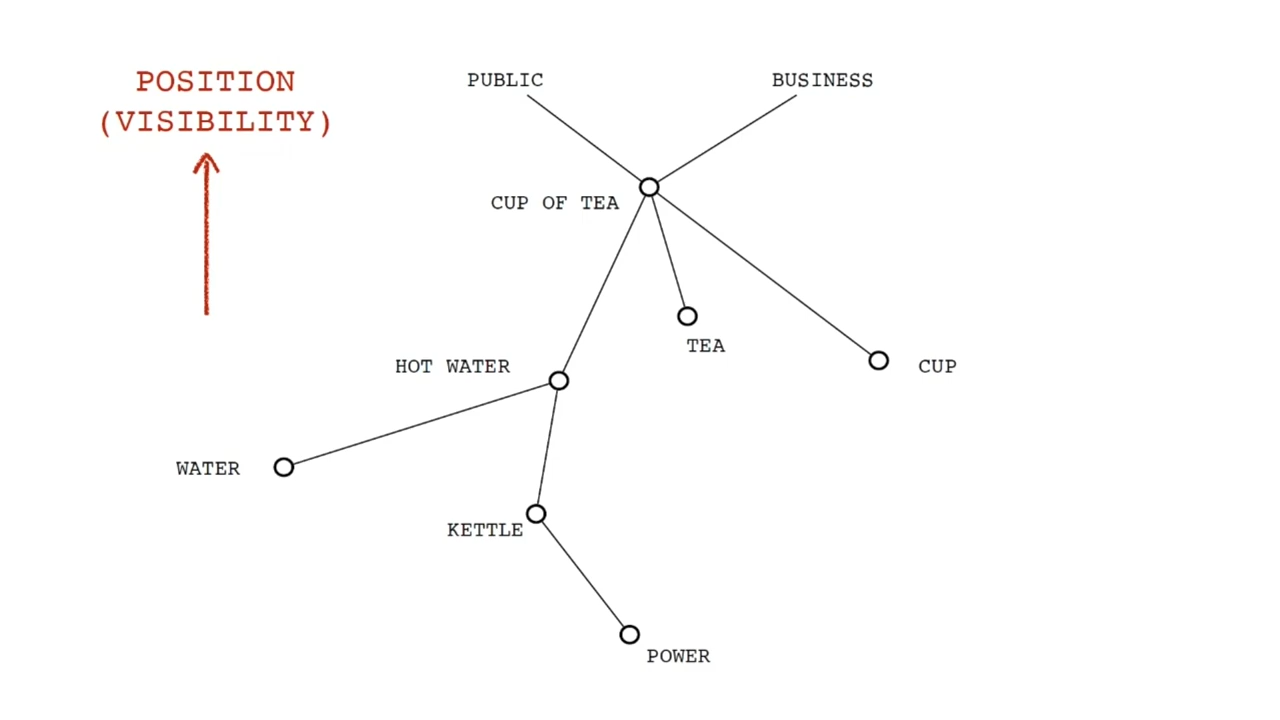 POSITION
(VISIBILITY)
PUBLIC
BUSINESS
CUP OF TEA
TEA
HOT WATER
CUP
WATER
KETTLE
POWER